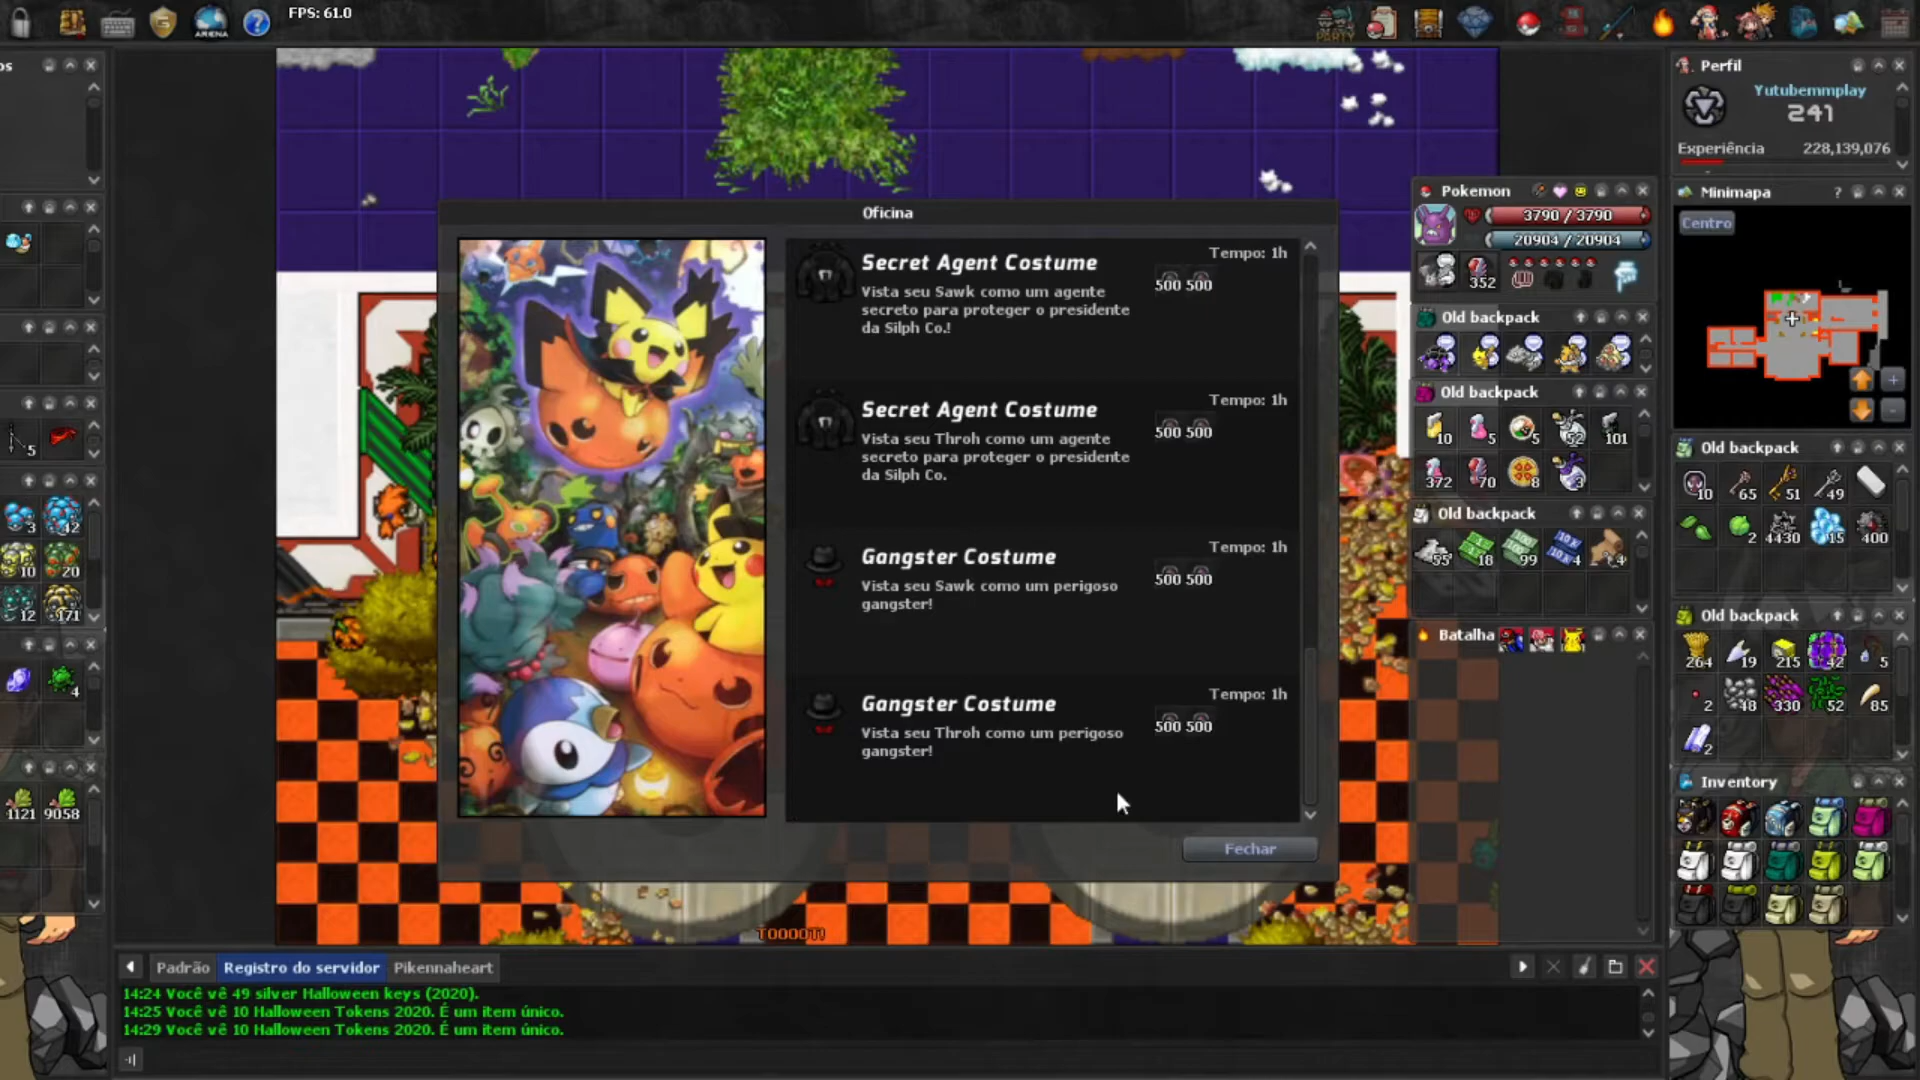 FPS: 61.0
ARENA
PARTY
os
Perfil
Yutubemmplay
241
Experiência 228,139,076
Pokemon
3790 / 3790
20904 / 20904
352
Minimapa ?
Centro
Oficina
Secret Agent Costume
Tempo: 1h
Vista seu Sawk como um agente
secreto para proteger o presidente
da Silph Co.!
500 500
Secret Agent Costume
Tempo: 1h
Vista seu Throh como um agente
secreto para proteger o presidente
da Silph Co.
500 500
Gangster Costume
Tempo: 1h
Vista seu Sawk como um perigoso
gangster!
500 500
Gangster Costume
Tempo: 1h
Vista seu Throh como um perigoso
gangster!
500 500
Fechar
5
3 42
10 20
12 171
4
1121 9058
Old backpack
Old backpack
10 5 5 52 101
372 70 8 3
Old backpack
55 18 99 4 4
Batalha
Old backpack
10 65 51 49
2 4430 15 400
Old backpack
264 19 215 42 5
2 48 330 52 85
2
Inventory
TOOOOT!
Padrão Registro do servidor Pikennaheart
14:24 Você vê 49 silver Halloween keys (2020).
14:25 Você vê 10 Halloween Tokens 2020. É um item único.
14:29 Você vê 10 Halloween Tokens 2020. É um item único.